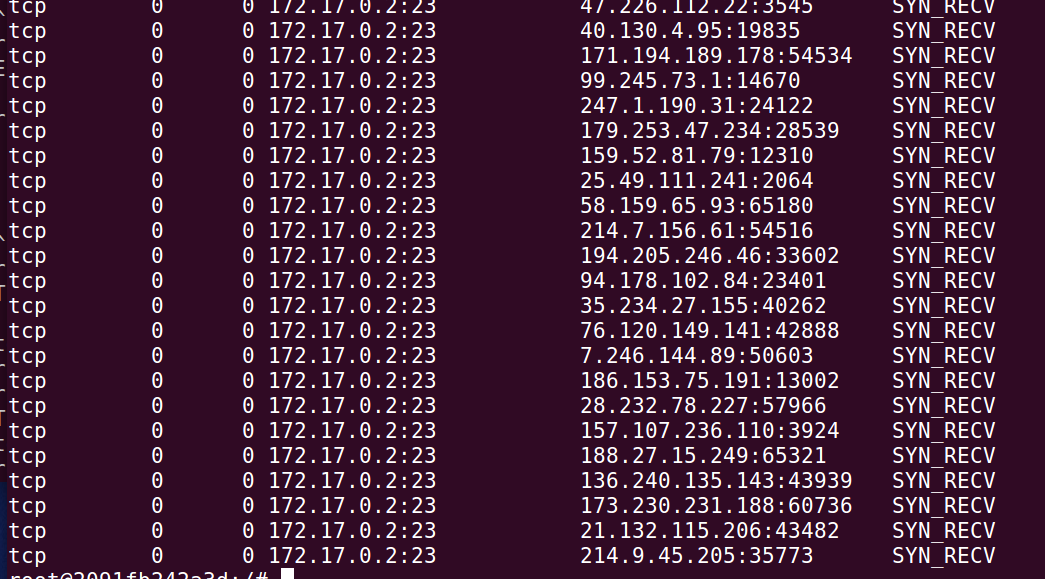 tcp 0 0 172.17.0.2:23 47.226.112.22:3545 SYN_RECV
tcp 0 0 172.17.0.2:23 40.130.4.95:19835 SYN_RECV
tcp 0 0 172.17.0.2:23 171.194.189.178:54534 SYN_RECV
tcp 0 0 172.17.0.2:23 99.245.73.1:14670 SYN_RECV
tcp 0 0 172.17.0.2:23 247.1.190.31:24122 SYN_RECV
tcp 0 0 172.17.0.2:23 179.253.47.234:28539 SYN_RECV
tcp 0 0 172.17.0.2:23 159.52.81.79:12310 SYN_RECV
tcp 0 0 172.17.0.2:23 25.49.111.241:2064 SYN_RECV
tcp 0 0 172.17.0.2:23 58.159.65.93:65180 SYN_RECV
tcp 0 0 172.17.0.2:23 214.7.156.61:54516 SYN_RECV
tcp 0 0 172.17.0.2:23 194.205.246.46:33602 SYN_RECV
tcp 0 0 172.17.0.2:23 94.178.102.84:23401 SYN_RECV
tcp 0 0 172.17.0.2:23 35.234.27.155:40262 SYN_RECV
tcp 0 0 172.17.0.2:23 76.120.149.141:42888 SYN_RECV
tcp 0 0 172.17.0.2:23 7.246.144.89:50603 SYN_RECV
tcp 0 0 172.17.0.2:23 186.153.75.191:13002 SYN_RECV
tcp 0 0 172.17.0.2:23 28.232.78.227:57966 SYN_RECV
tcp 0 0 172.17.0.2:23 157.107.236.110:3924 SYN_RECV
tcp 0 0 172.17.0.2:23 188.27.15.249:65321 SYN_RECV
tcp 0 0 172.17.0.2:23 136.240.135.143:43939 SYN_RECV
tcp 0 0 172.17.0.2:23 173.230.231.188:60736 SYN_RECV
tcp 0 0 172.17.0.2:23 21.132.115.206:43482 SYN_RECV
tcp 0 0 172.17.0.2:23 214.9.45.205:35773 SYN_RECV